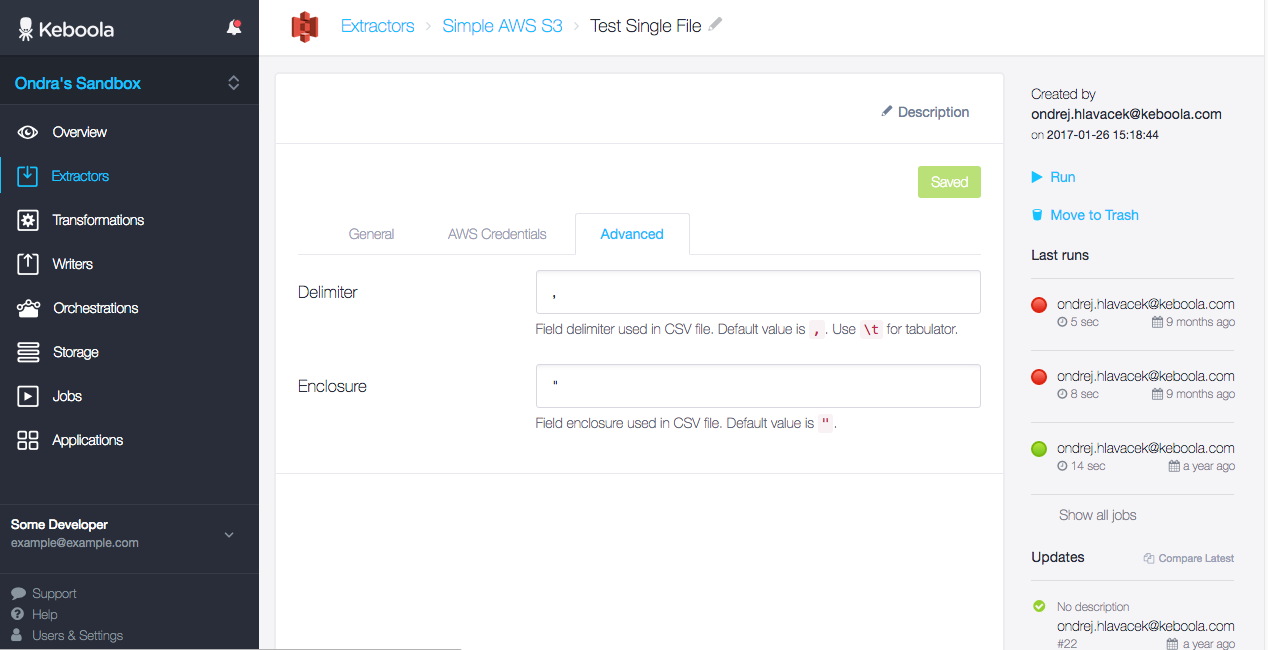 Keboola
Extractors > Simple AWS S3 > Test Single File
Ondra's Sandbox
Overview
Extractors
Transformations
Writers
Orchestrations
Storage
Jobs
Applications
Some Developer
example@example.com
Support
Help
Users & Settings
Description
Saved
General AWS Credentials Advanced
Delimiter ,
Field delimiter used in CSV file. Default value is , . Use \t for tabulator.
Enclosure "
Field enclosure used in CSV file. Default value is " .
Created by
ondrej.hlavacek@keboola.com
on 2017-01-26 15:18:44
Run
Move to Trash
Last runs
ondrej.hlavacek@keboola.com
5 sec 9 months ago
ondrej.hlavacek@keboola.com
8 sec 9 months ago
ondrej.hlavacek@keboola.com
14 sec a year ago
Show all jobs
Updates Compare Latest
No description
ondrej.hlavacek@keboola.com
#22 a year ago